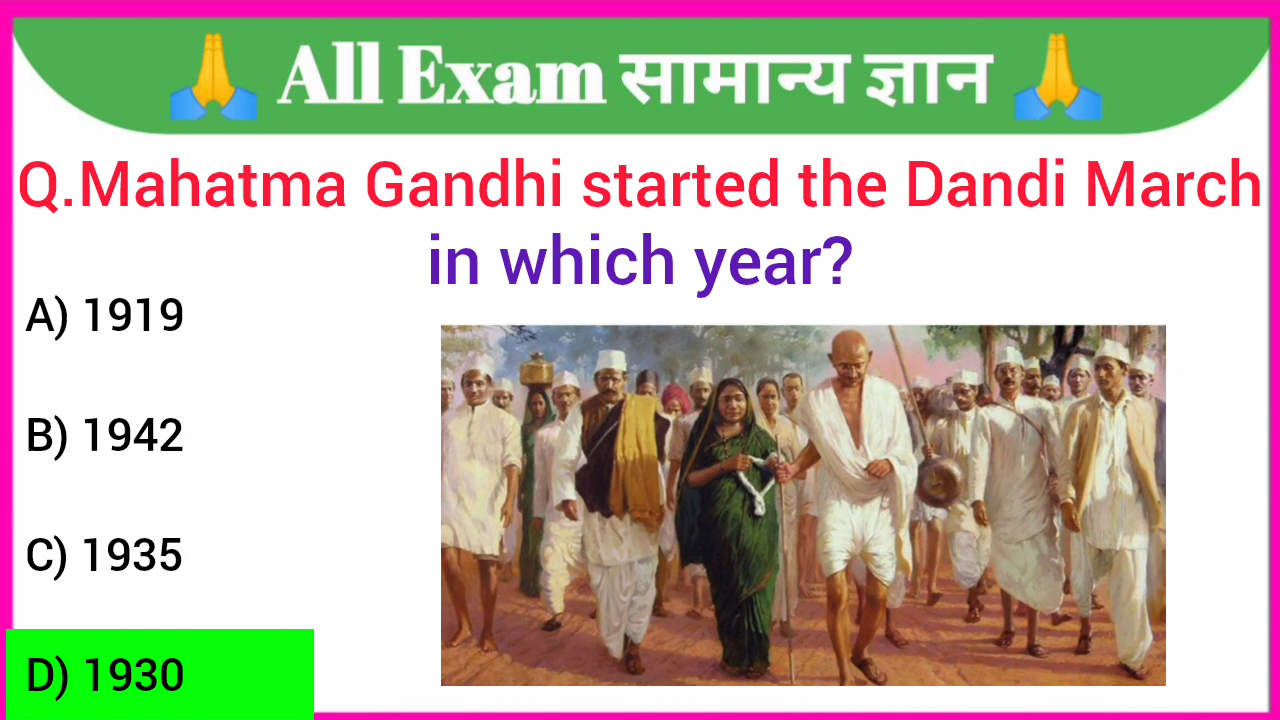 🙏 All Exam सामान्य ज्ञान 🙏
Q.Mahatma Gandhi started the Dandi March
in which year?
A) 1919
B) 1942
C) 1935
D) 1930